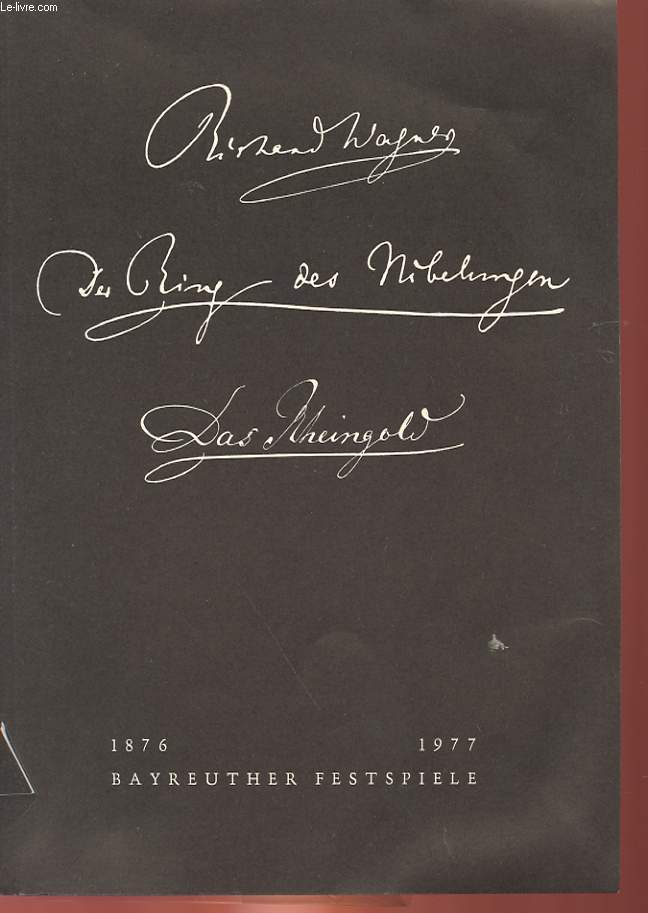 Le-livre.com
Richard Wagner
Der Ring des Nibelungen
Das Rheingold
1876 1977
BAYREUTHER FESTSPIELE